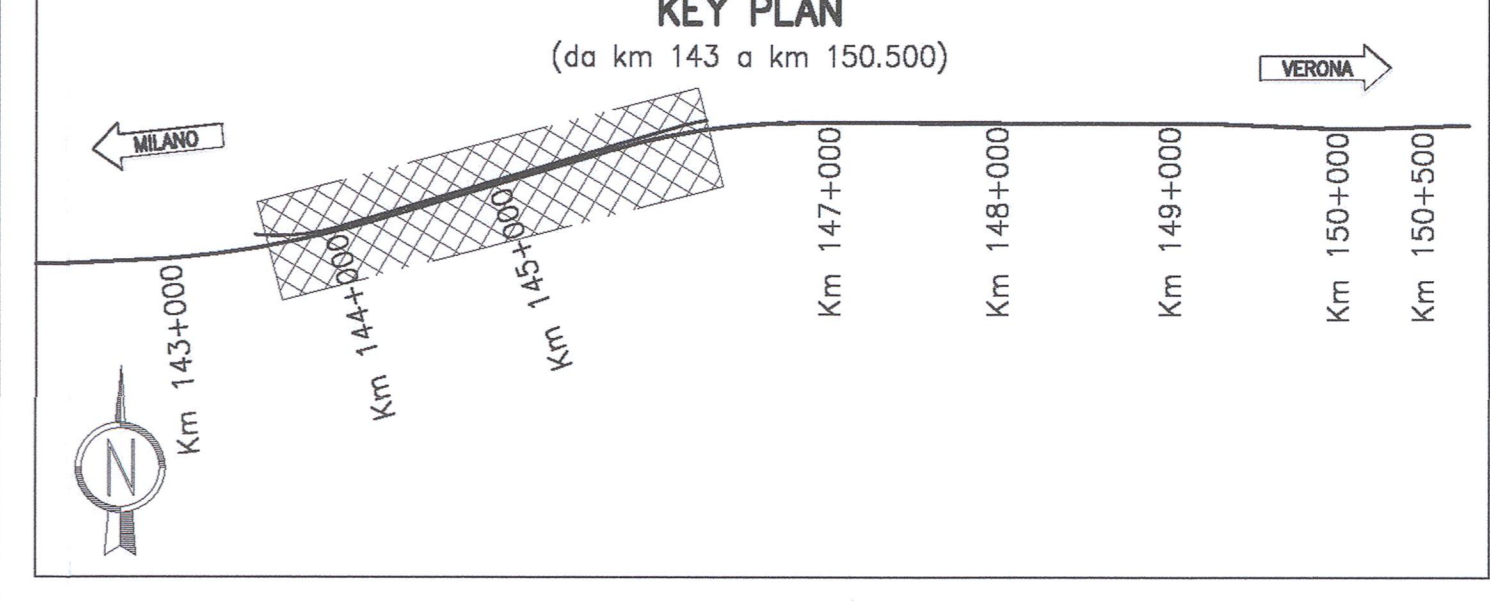 KEY PLAN
(da km 143 a km 150.500)
VERONA
MILANO
Km 143+000
Km 144+000
Km 145+000
Km 147+000
Km 148+000
Km 149+000
Km 150+000
Km 150+500
N